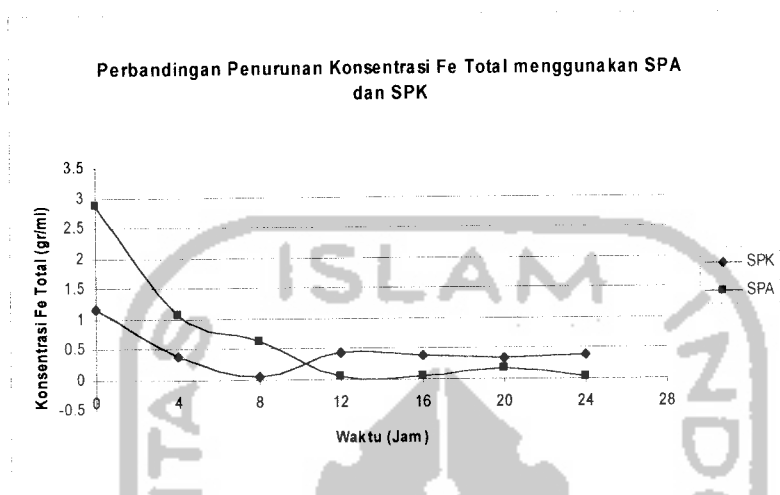 Perbandingan Penurunan Konsentrasi Fe Total menggunakan SPA
dan SPK
Konsentrasi Fe Total (gr/ml)
3.5
3
2.5
2
1.5
1
0.5
0
-0.5
0 4 8 12 16 20 24 28
Waktu (Jam)
SPK
SPA
ISLAM